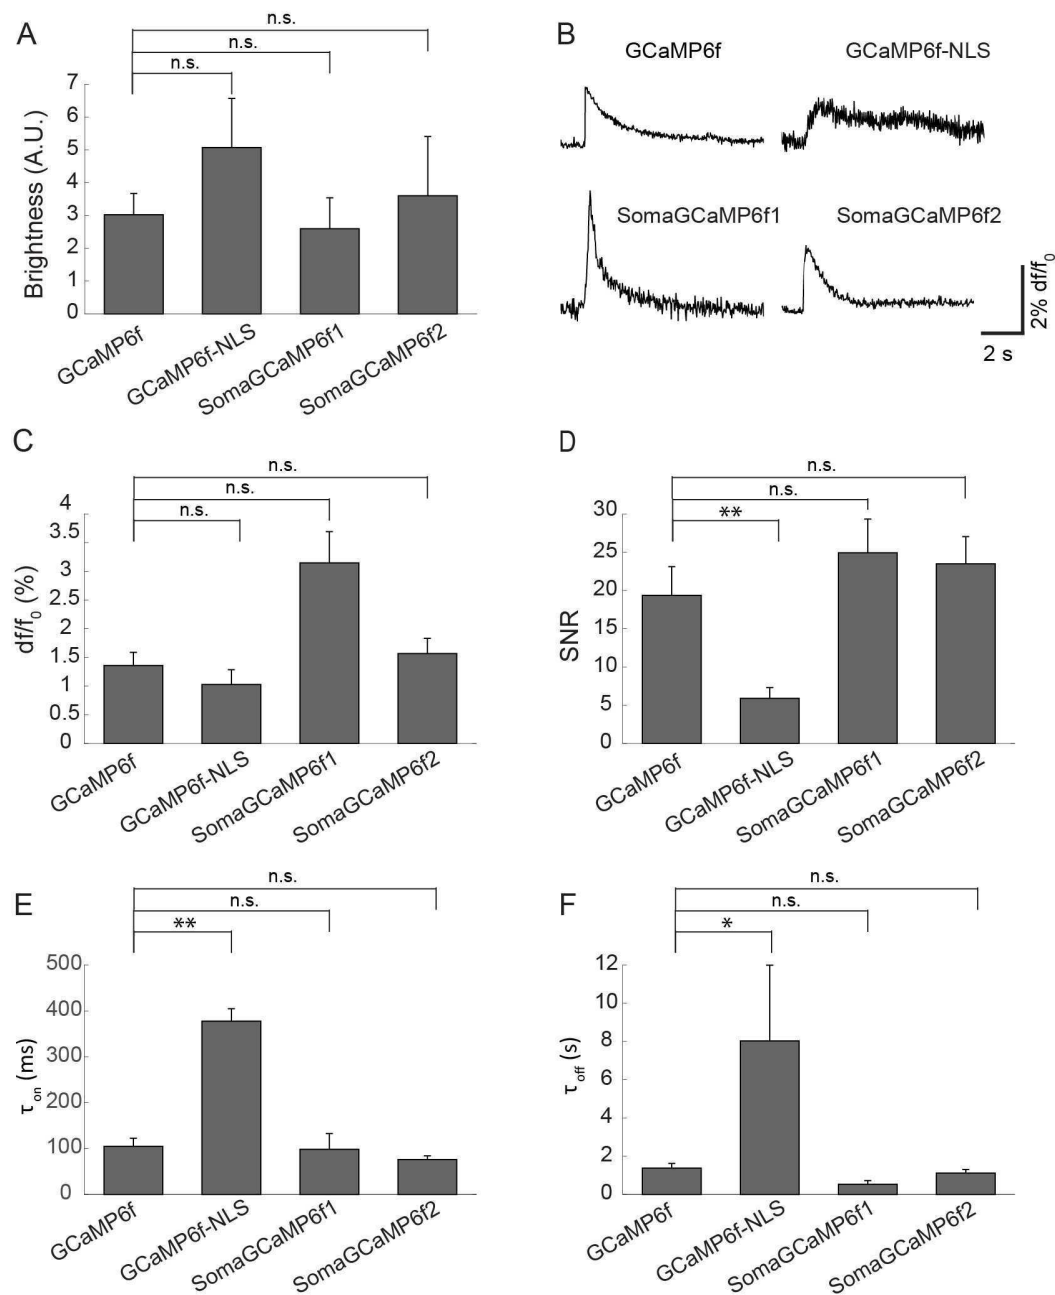 A
n.s.
n.s.
n.s.
Brightness (A.U.)
7
6
5
4
3
2
1
0
GCaMP6f
GCaMP6f-NLS
SomaGCaMP6f1
SomaGCaMP6f2
B
GCaMP6f
GCaMP6f-NLS
SomaGCaMP6f1
SomaGCaMP6f2
2% df/f0
2 s
C
n.s.
n.s.
n.s.
df/f0 (%)
4
3.5
3
2.5
2
1.5
1
0.5
0
GCaMP6f
GCaMP6f-NLS
SomaGCaMP6f1
SomaGCaMP6f2
D
n.s.
n.s.
**
SNR
30
25
20
15
10
5
0
GCaMP6f
GCaMP6f-NLS
SomaGCaMP6f1
SomaGCaMP6f2
E
n.s.
n.s.
**
τon (ms)
500
400
300
200
100
0
GCaMP6f
GCaMP6f-NLS
SomaGCaMP6f1
SomaGCaMP6f2
F
n.s.
n.s.
*
τoff (s)
12
10
8
6
4
2
0
GCaMP6f
GCaMP6f-NLS
SomaGCaMP6f1
SomaGCaMP6f2